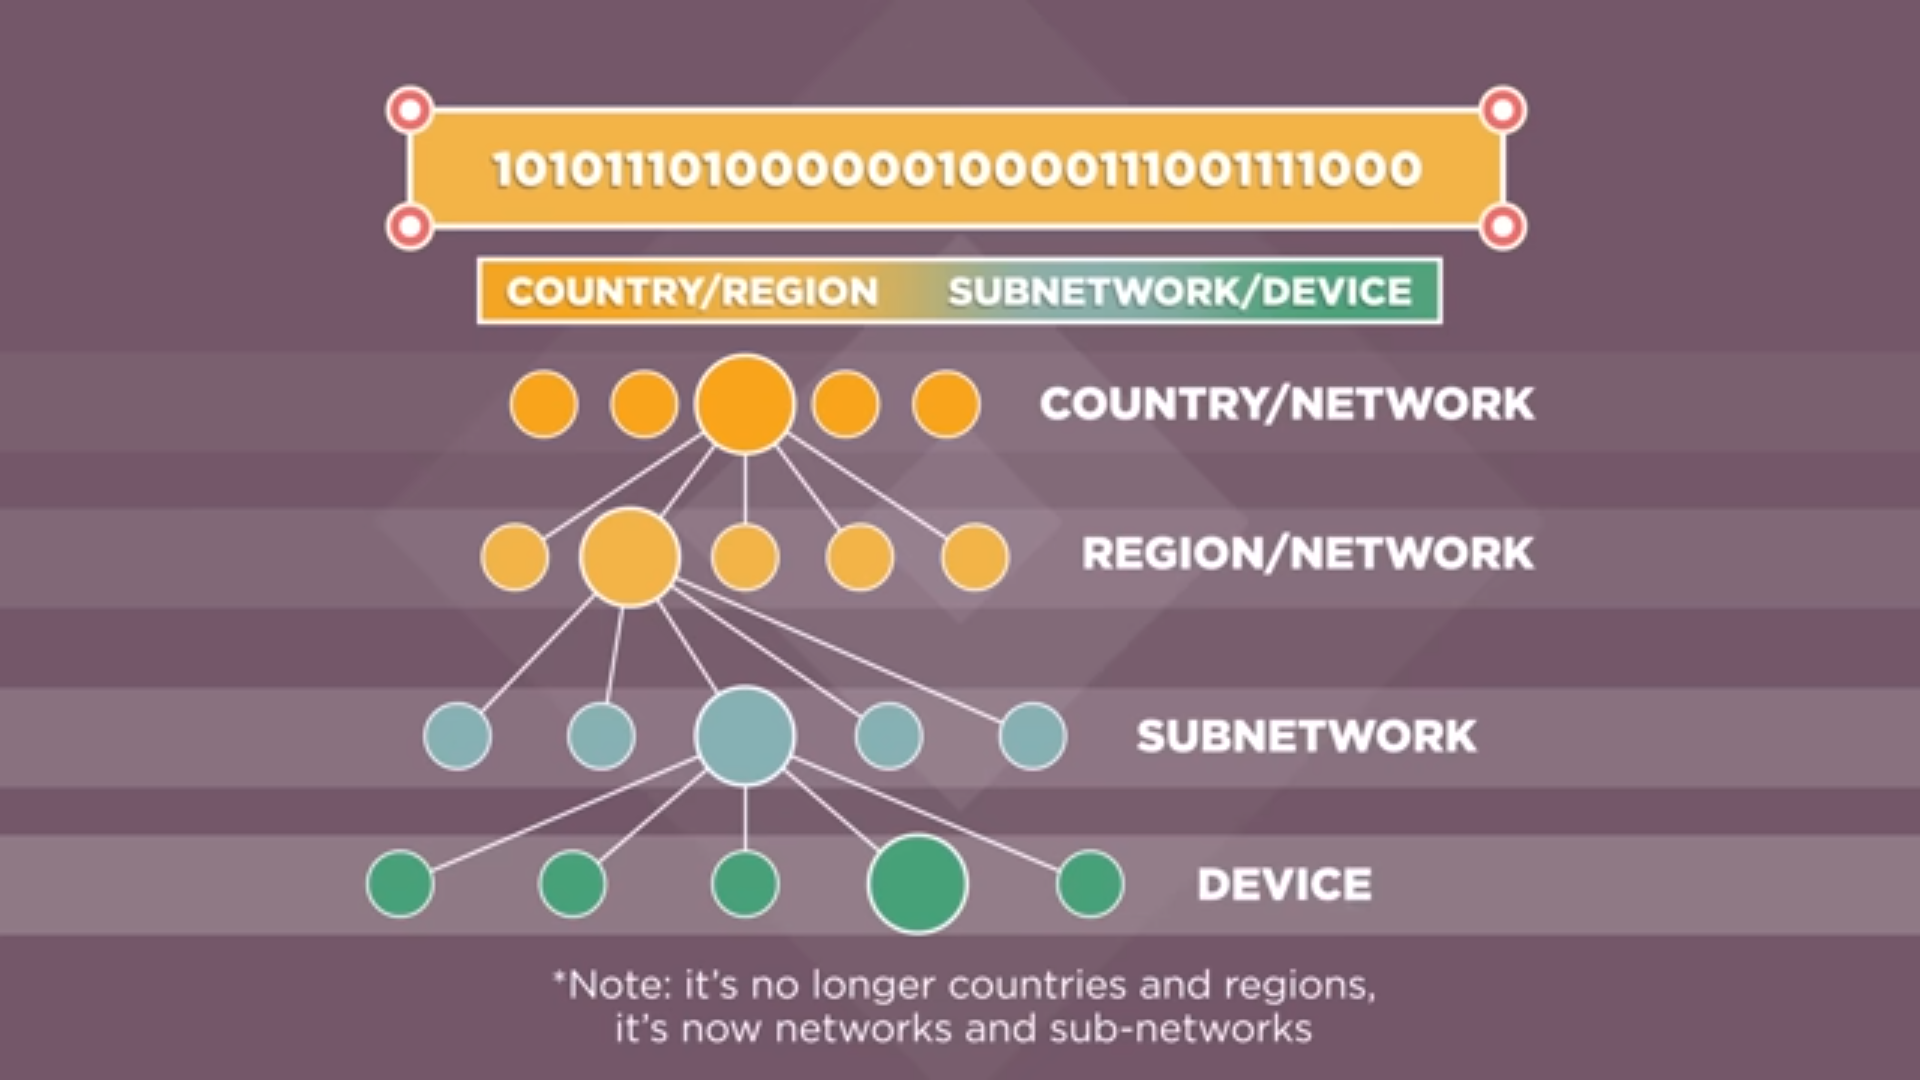 10101110100000010000111001111000
COUNTRY/REGION SUBNETWORK/DEVICE
COUNTRY/NETWORK
REGION/NETWORK
SUBNETWORK
DEVICE
*Note: it's no longer countries and regions,
it's now networks and sub-networks